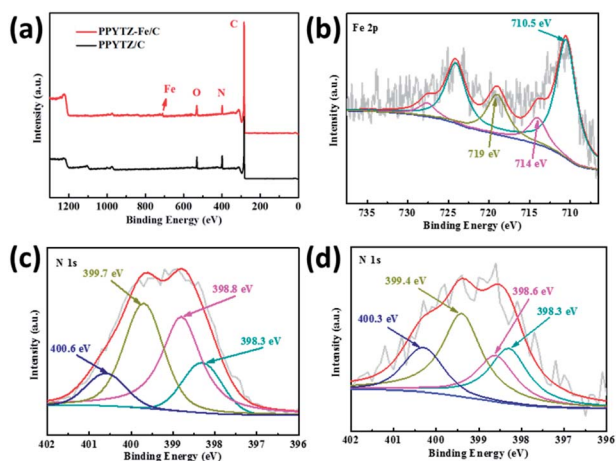 (a)
PPYTZ-Fe/C
PPYTZ/C
C
Fe
O
N
Intensity (a.u.)
1200 1000 800 600 400 200 0
Binding Energy (eV)
(b)
Fe 2p
710.5 eV
719 eV
714 eV
Intensity (a.u.)
735 730 725 720 715 710
Binding Energy (eV)
(c)
N 1s
399.7 eV
398.8 eV
400.6 eV
398.3 eV
Intensity (a.u.)
402 401 400 399 398 397 396
Binding Energy (eV)
(d)
N 1s
399.4 eV
400.3 eV
398.6 eV
398.3 eV
Intensity (a.u.)
402 401 400 399 398 397 396
Binding Energy (eV)